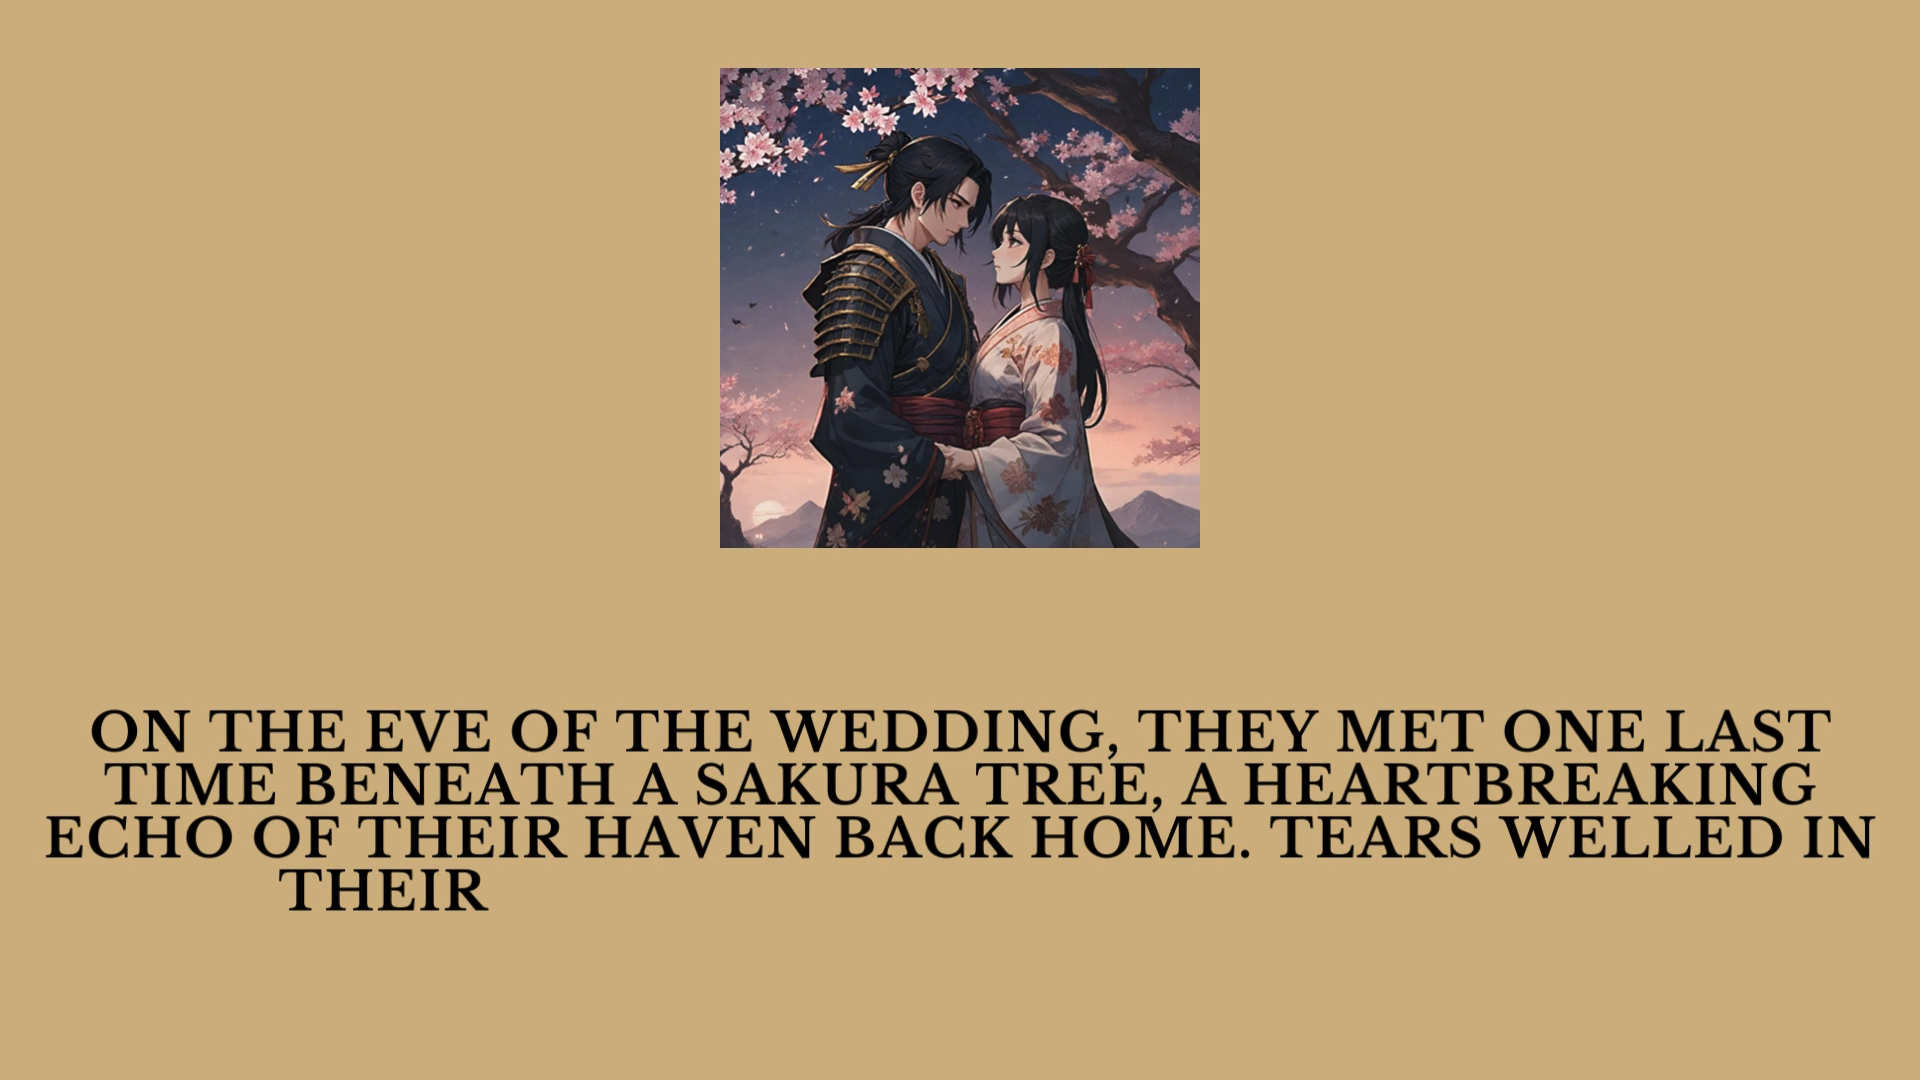 ON THE EVE OF THE WEDDING, THEY MET ONE LAST
TIME BENEATH A SAKURA TREE, A HEARTBREAKING
ECHO OF THEIR HAVEN BACK HOME. TEARS WELLED IN
THEIR